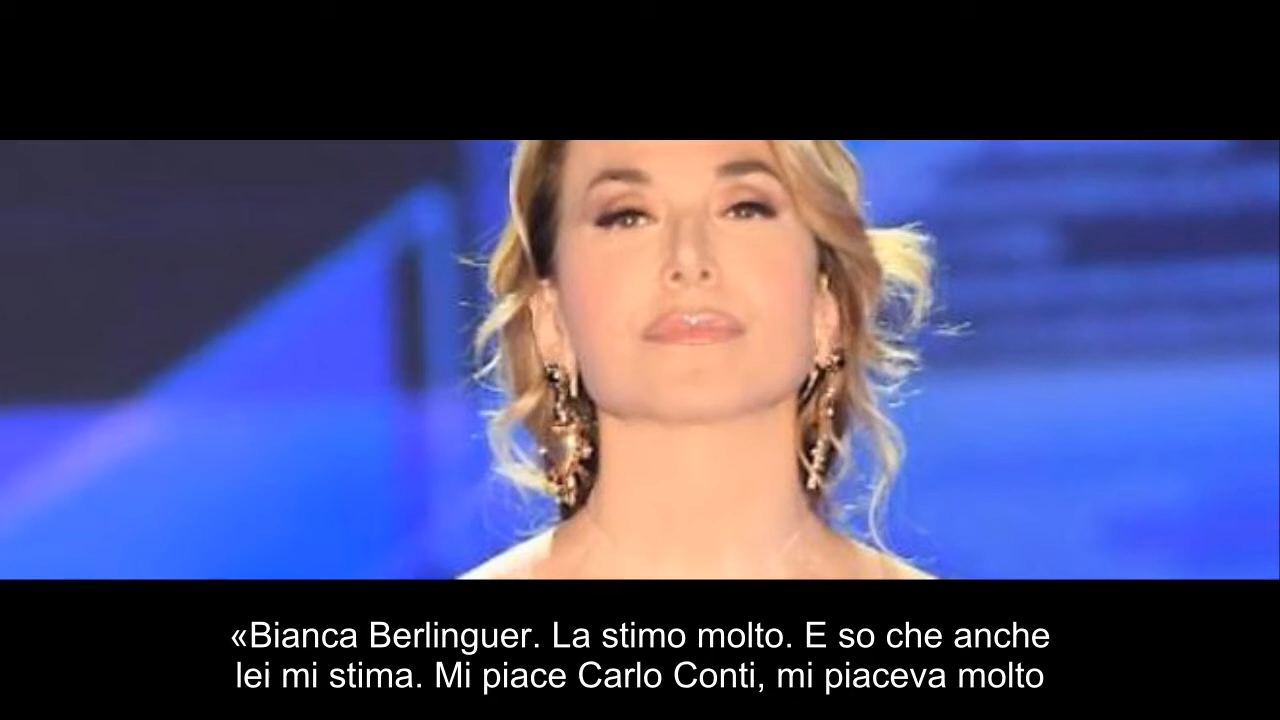 «Bianca Berlinguer. La stimo molto. E so che anche
lei mi stima. Mi piace Carlo Conti, mi piaceva molto